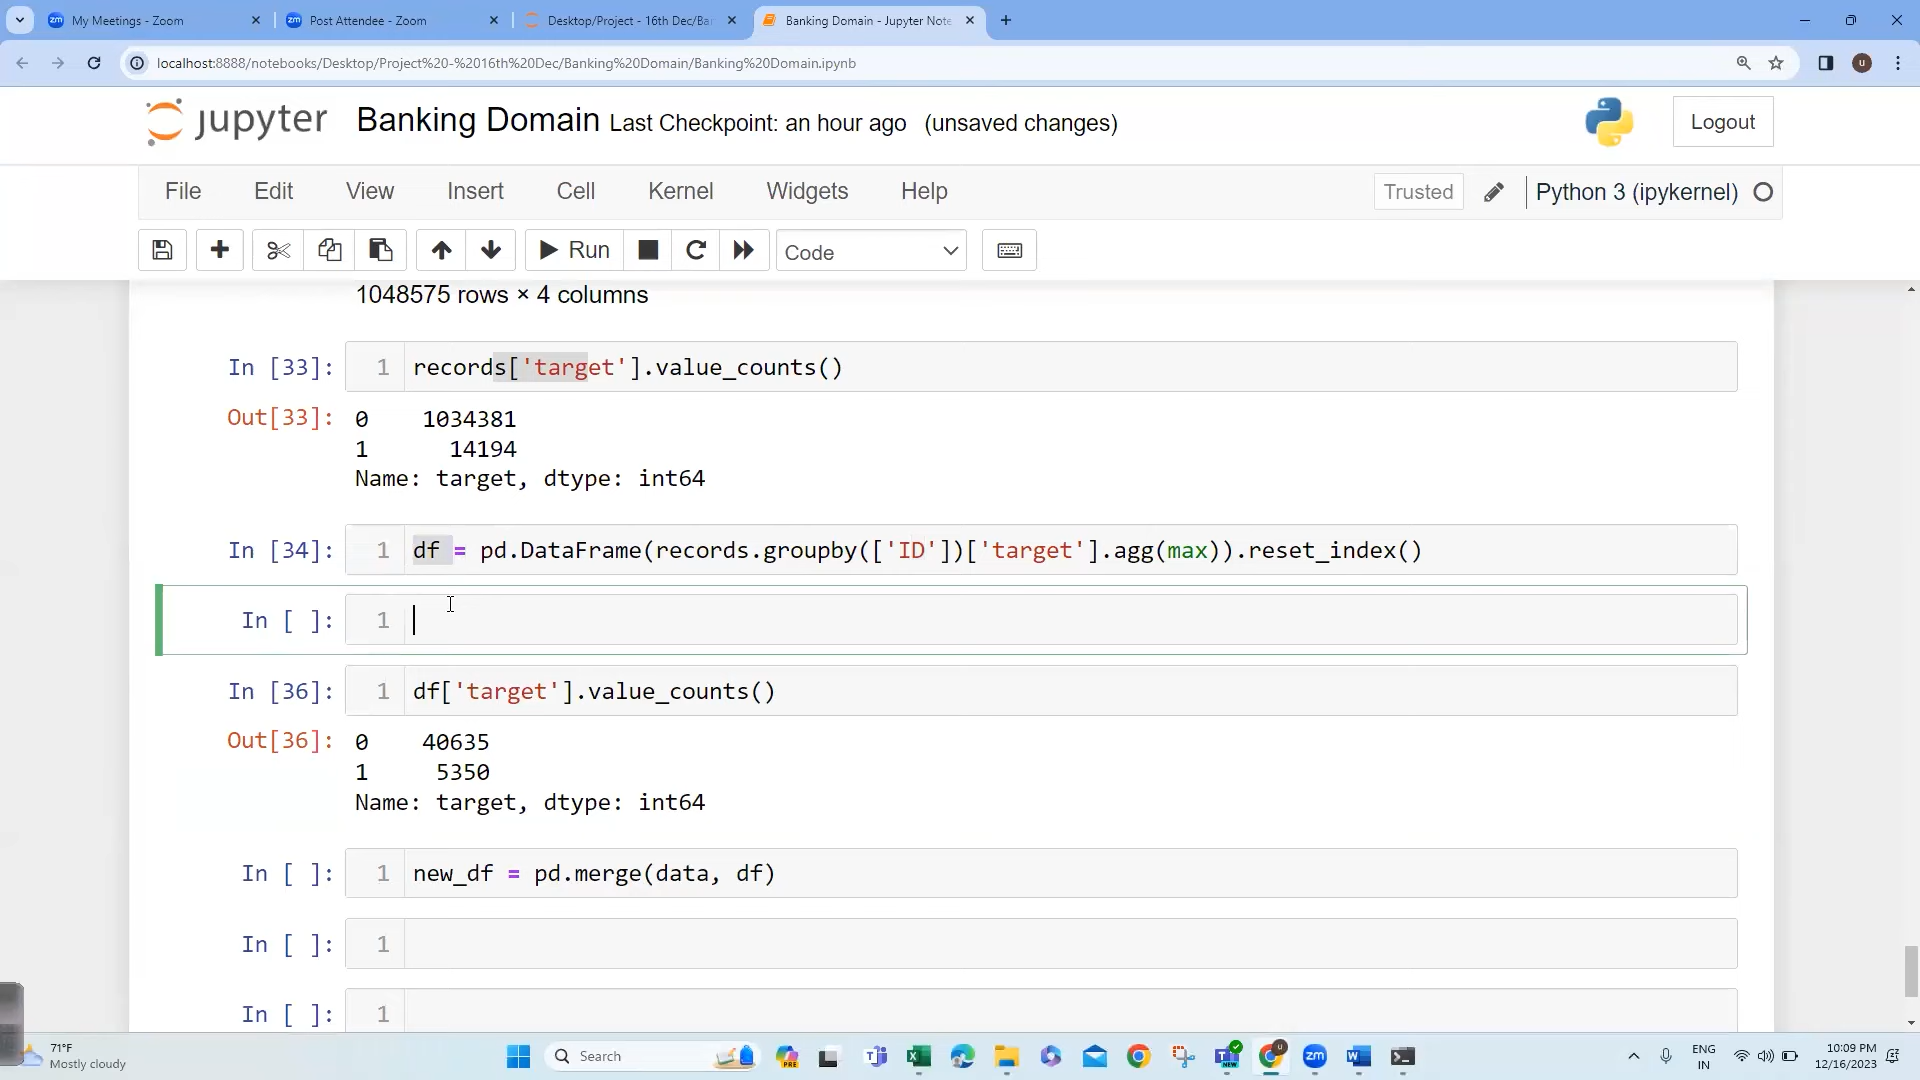 My Meetings - Zoom
Post Attendee - Zoom
Desktop/Project - 16th Dec/Ba
Banking Domain - Jupyter Note
localhost:8888/notebooks/Desktop/Project%20-%2016th%20Dec/Banking%20Domain/Banking%20Domain.ipynb
jupyter Banking Domain Last Checkpoint: an hour ago (unsaved changes)
Logout
File Edit View Insert Cell Kernel Widgets Help
Trusted Python 3 (ipykernel)
Run Code
1048575 rows × 4 columns
In [33]: 1 records['target'].value_counts()
Out[33]: 0 1034381
1 14194
Name: target, dtype: int64
In [34]: 1 df = pd.DataFrame(records.groupby(['ID'])['target'].agg(max)).reset_index()
In [ ]: 1
In [36]: 1 df['target'].value_counts()
Out[36]: 0 40635
1 5350
Name: target, dtype: int64
In [ ]: 1 new_df = pd.merge(data, df)
In [ ]: 1
In [ ]: 1
71°F
Mostly cloudy
Search
ENG
IN
10:09 PM
12/16/2023